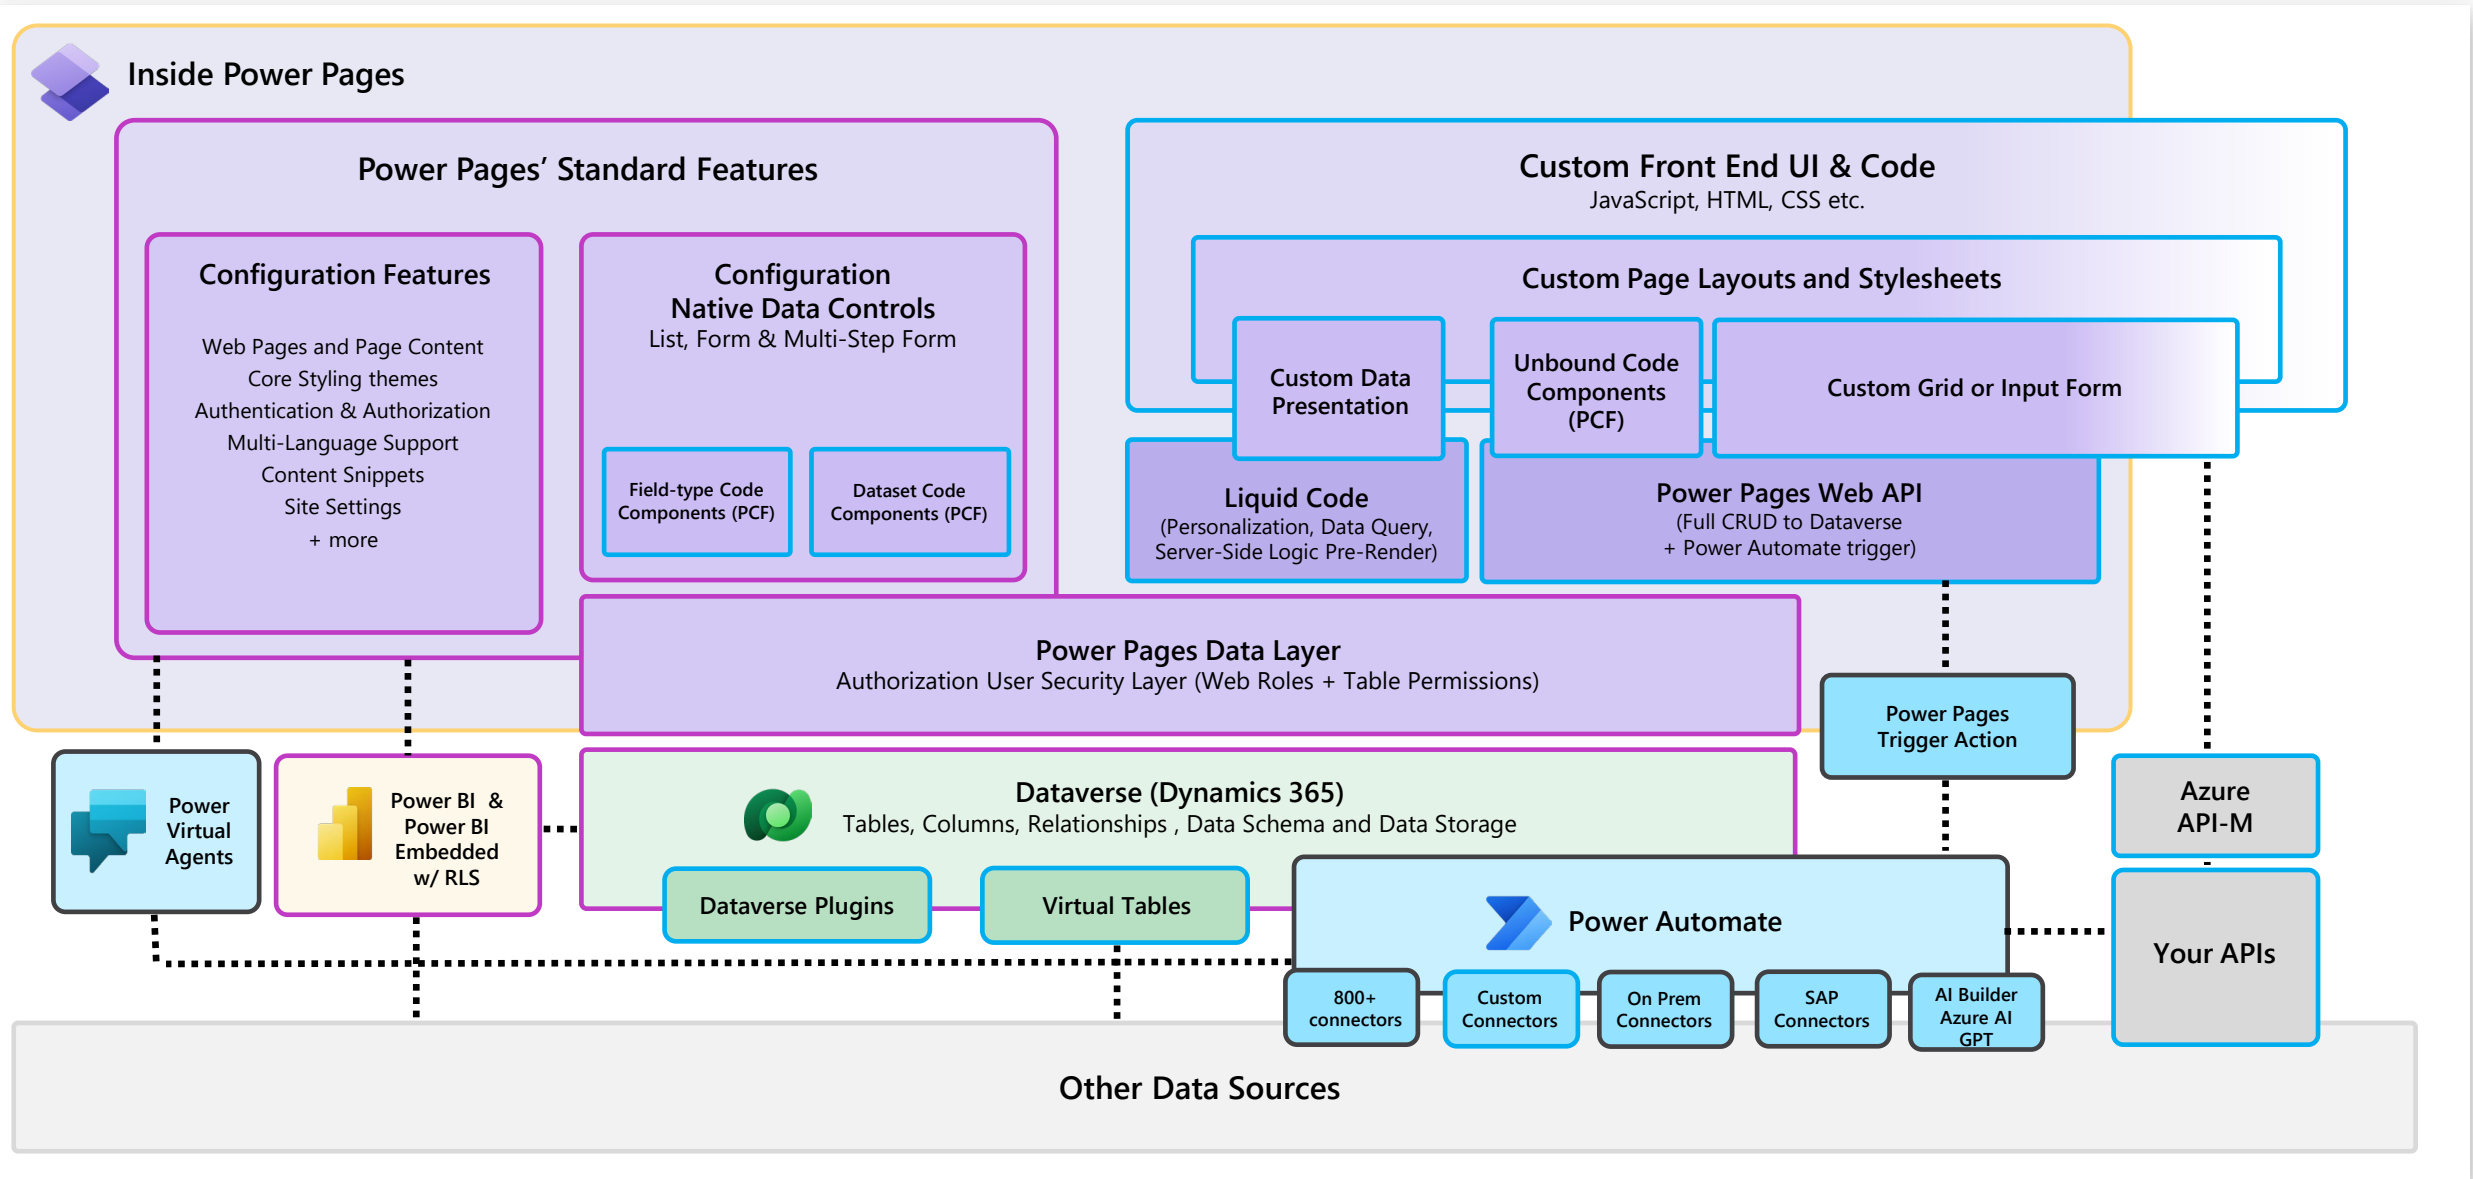 Inside Power Pages
Power Pages’ Standard Features
Configuration Features
Web Pages and Page Content
Core Styling themes
Authentication & Authorization
Multi-Language Support
Content Snippets
Site Settings
+ more
Configuration
Native Data Controls
List, Form & Multi-Step Form
Field-type Code
Components (PCF)
Dataset Code
Components (PCF)
Custom Front End UI & Code
JavaScript, HTML, CSS etc.
Custom Page Layouts and Stylesheets
Custom Data
Presentation
Unbound Code
Components
(PCF)
Custom Grid or Input Form
Liquid Code
(Personalization, Data Query,
Server-Side Logic Pre-Render)
Power Pages Web API
(Full CRUD to Dataverse
+ Power Automate trigger)
Power Pages Data Layer
Authorization User Security Layer (Web Roles + Table Permissions)
Power Pages
Trigger Action
Power
Virtual
Agents
Power BI &
Power BI
Embedded
w/ RLS
Dataverse (Dynamics 365)
Tables, Columns, Relationships , Data Schema and Data Storage
Dataverse Plugins
Virtual Tables
Power Automate
800+
connectors
Custom
Connectors
On Prem
Connectors
SAP
Connectors
AI Builder
Azure AI
GPT
Azure
API-M
Your APIs
Other Data Sources